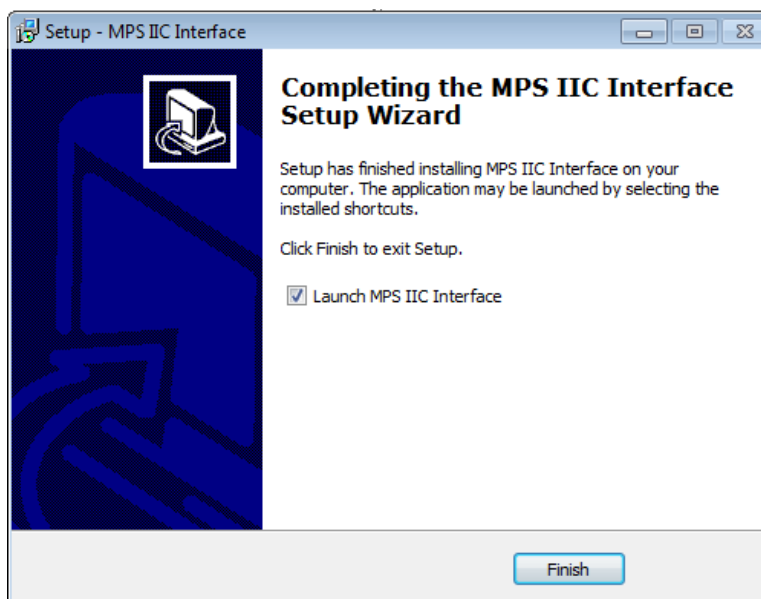 Setup - MPS IIC Interface
Completing the MPS IIC Interface
Setup Wizard
Setup has finished installing MPS IIC Interface on your
computer. The application may be launched by selecting the
installed shortcuts.
Click Finish to exit Setup.
Launch MPS IIC Interface
Finish